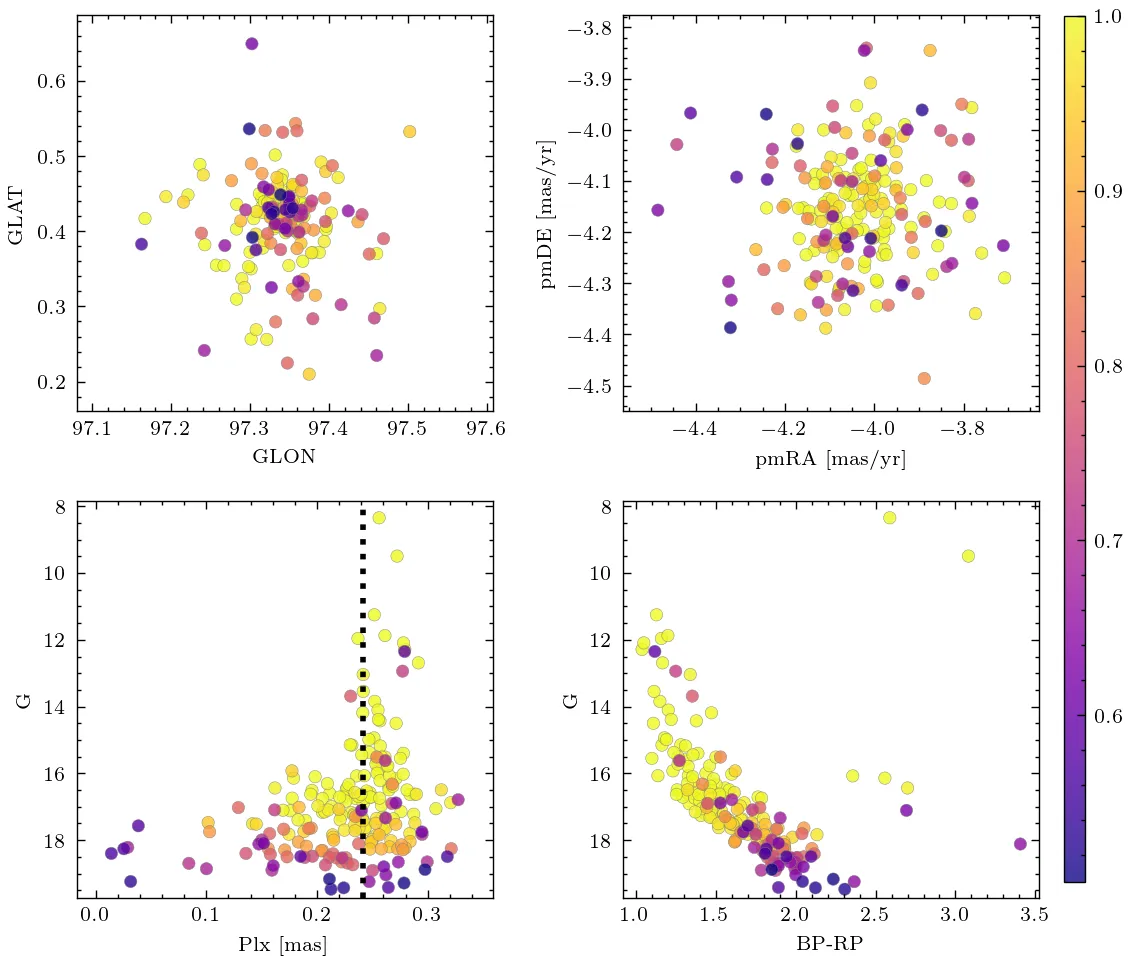 0.6
0.5
0.4
0.3
0.2
GLAT
97.1 97.2 97.3 97.4 97.5 97.6
GLON
−3.8
−3.9
−4.0
−4.1
−4.2
−4.3
−4.4
−4.5
pmDE [mas/yr]
−4.4 −4.2 −4.0 −3.8
pmRA [mas/yr]
1.0
0.9
0.8
0.7
0.6
8
10
12
14
16
18
G
0.0 0.1 0.2 0.3
Plx [mas]
8
10
12
14
16
18
G
1.0 1.5 2.0 2.5 3.0 3.5
BP-RP